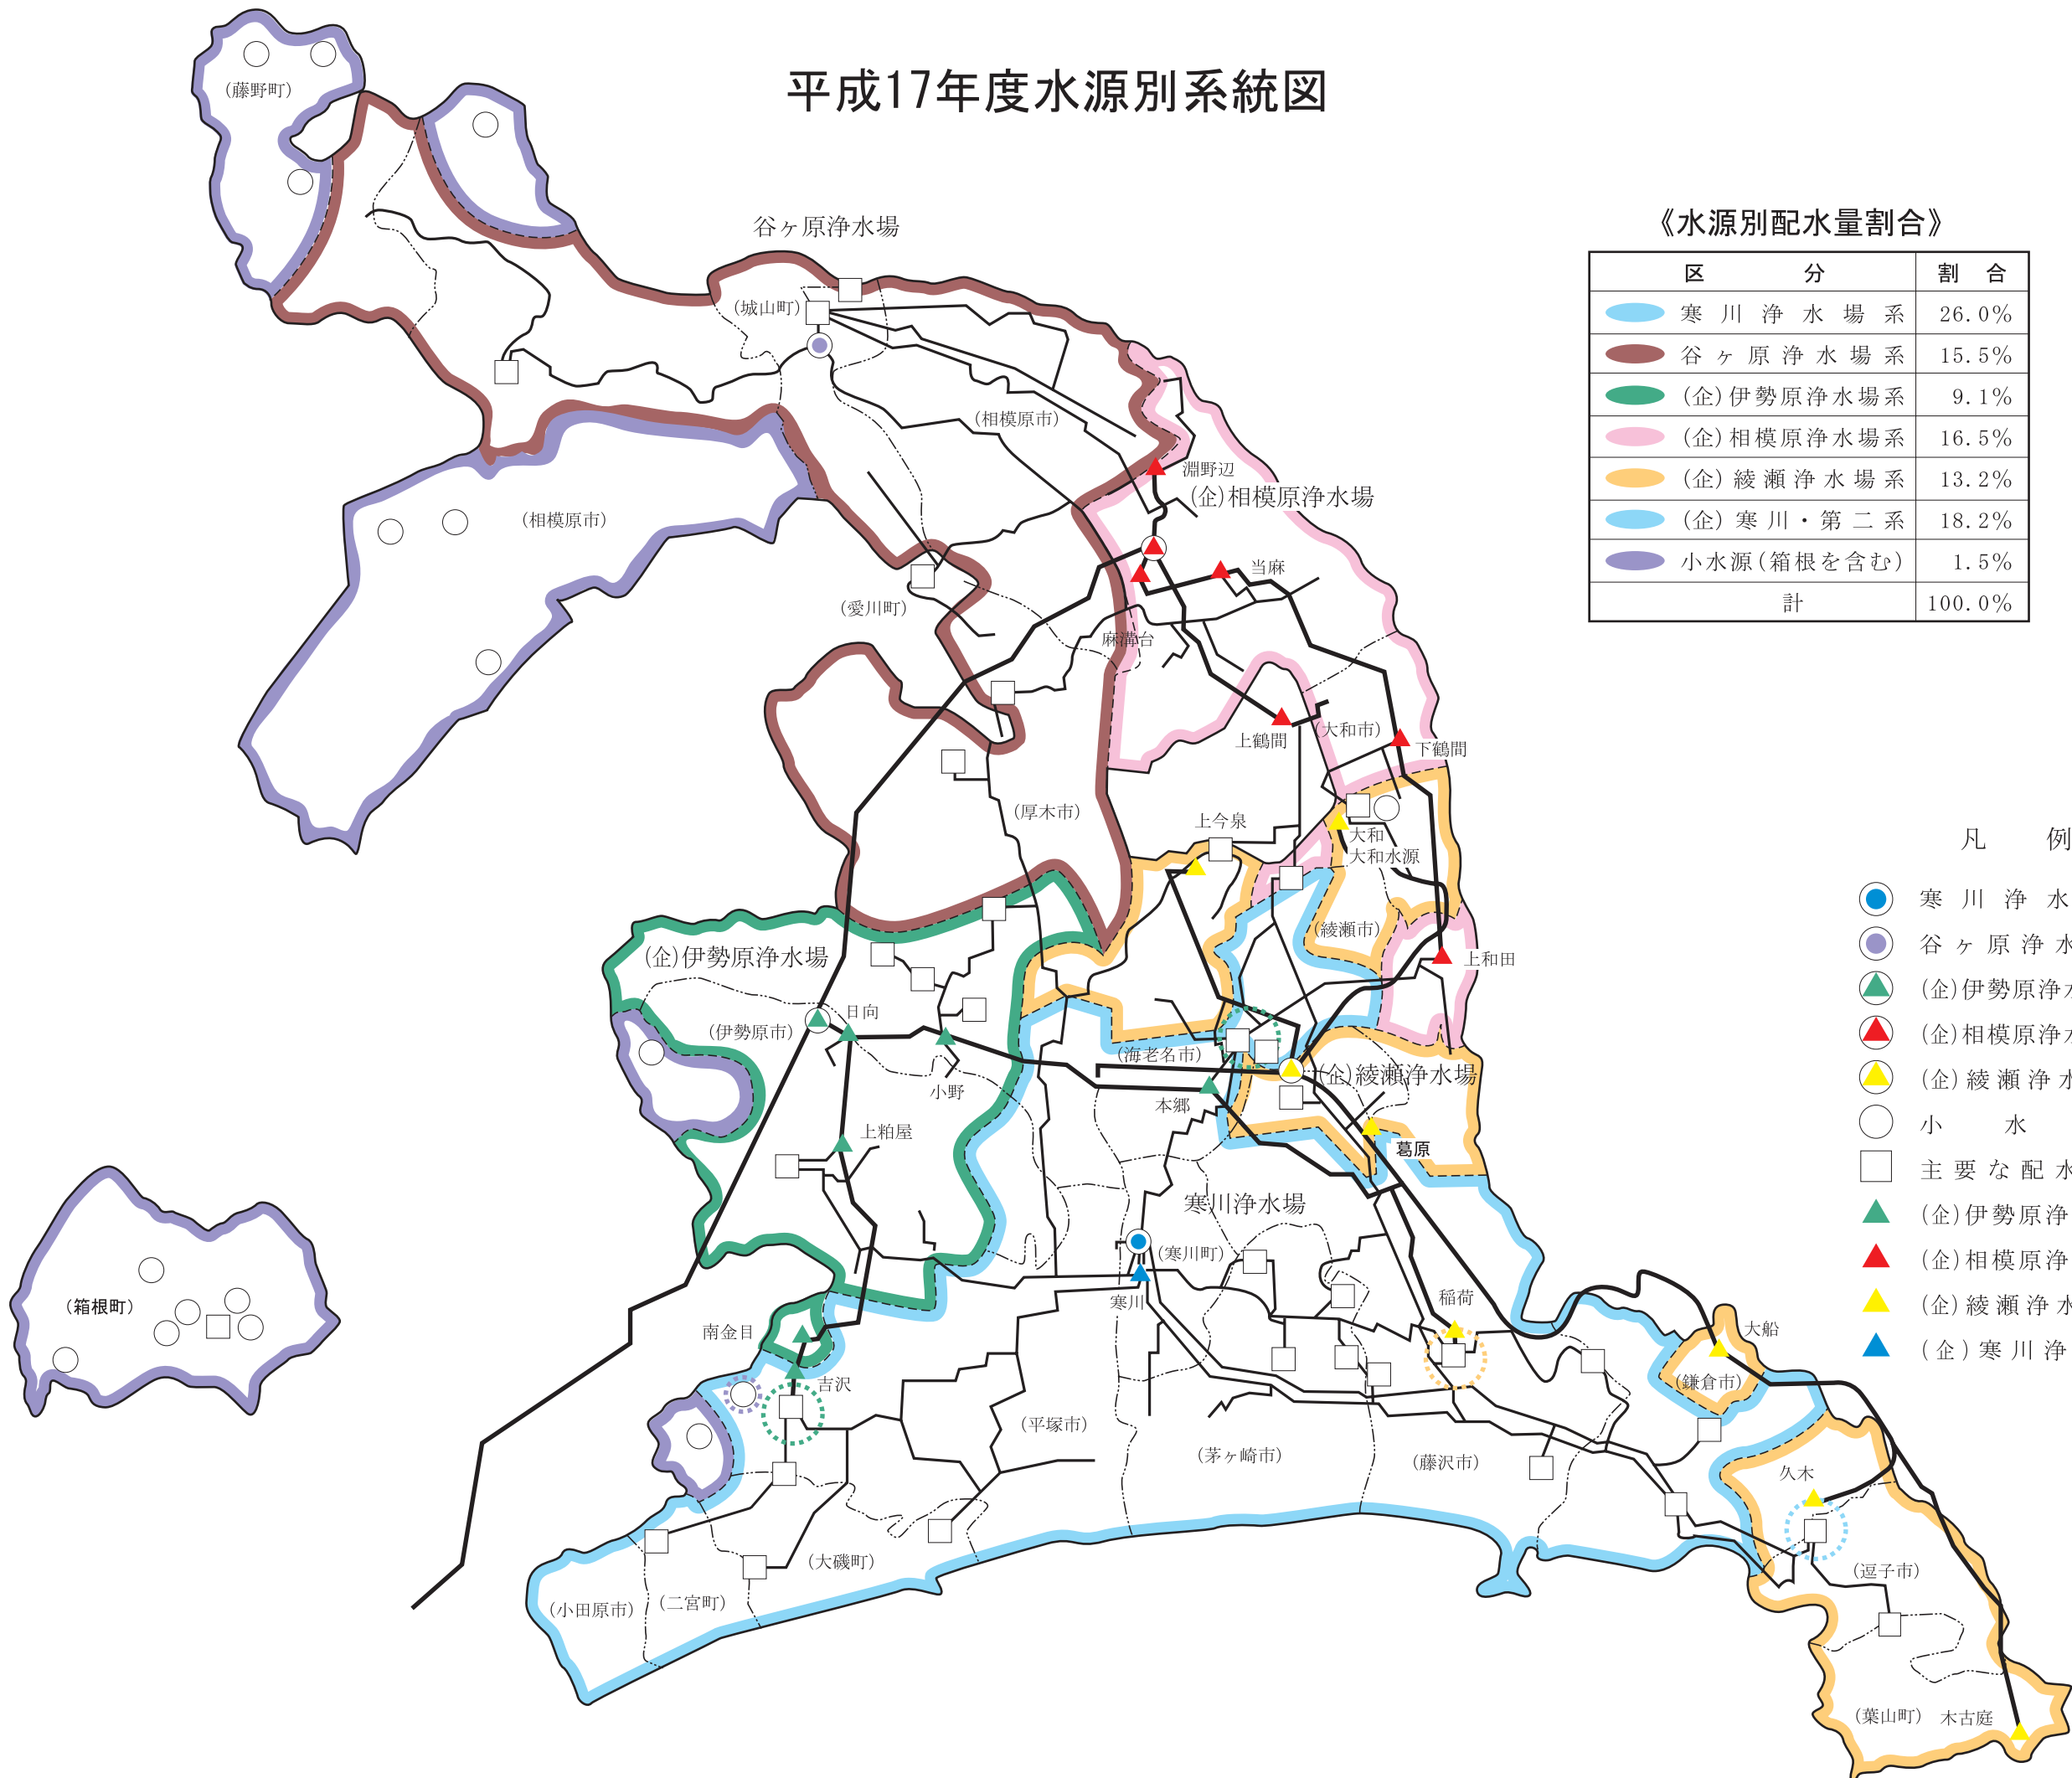 平成17年度水源別系統図
《水源別配水量割合》
区分 割合
寒川浄水場系 26.0%
谷ヶ原浄水場系 15.5%
(企)伊勢原浄水場系 9.1%
(企)相模原浄水場系 16.5%
(企)綾瀬浄水場系 13.2%
(企)寒川・第二系 18.2%
小水源(箱根を含む) 1.5%
計 100.0%
(藤野町)
谷ヶ原浄水場
(城山町)
(相模原市)
淵野辺
(企)相模原浄水場
(相模原市)
当麻
(愛川町)
麻溝台
上鶴間
(大和市)
下鶴間
(厚木市)
上今泉
大和
大和水源
(綾瀬市)
上和田
(企)伊勢原浄水場
日向
(伊勢原市)
小野
(海老名市)
(企)綾瀬浄水場
本郷
上粕屋
葛原
寒川浄水場
(寒川町)
寒川
稲荷
(箱根町)
南金目
吉沢
大船
(鎌倉市)
(平塚市)
(茅ヶ崎市)
(藤沢市)
久木
(大磯町)
(二宮町)
(小田原市)
(逗子市)
(葉山町)
木古庭
凡例
寒川浄水
谷ヶ原浄水
(企)伊勢原浄水
(企)相模原浄水
(企)綾瀬浄水
小水
主要な配水
(企)伊勢原浄
(企)相模原浄
(企)綾瀬浄水
(企)寒川浄